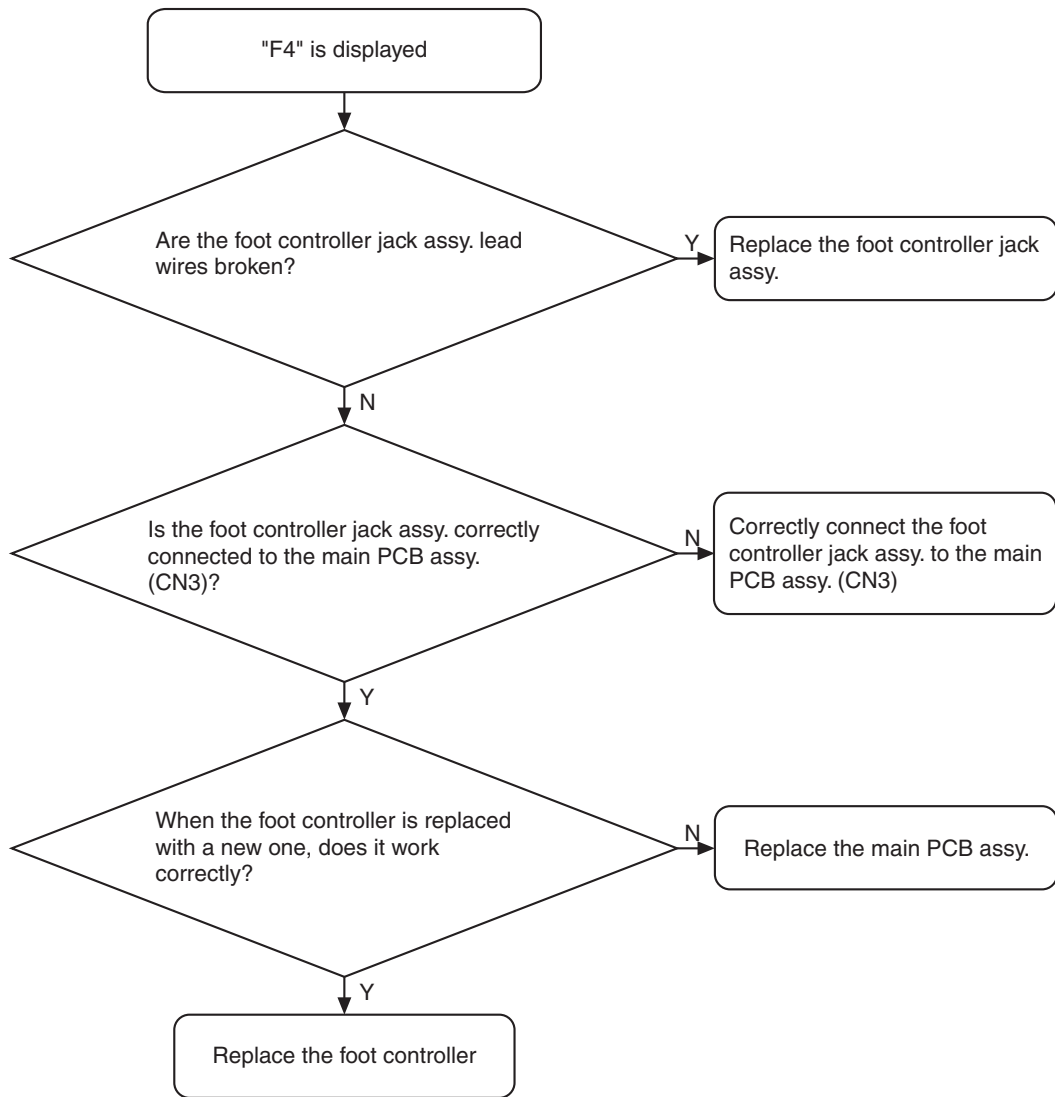 "F4" is displayed
Are the foot controller jack assy. lead
wires broken?
Y
Replace the foot controller jack
assy.
N
Is the foot controller jack assy. correctly
connected to the main PCB assy.
(CN3)?
N
Correctly connect the foot
controller jack assy. to the main
PCB assy. (CN3)
Y
When the foot controller is replaced
with a new one, does it work
correctly?
N
Replace the main PCB assy.
Y
Replace the foot controller